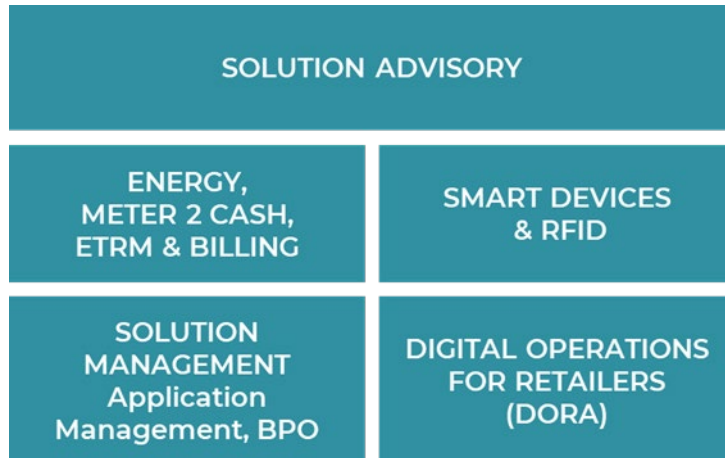 SOLUTION ADVISORY
ENERGY,
METER 2 CASH,
ETRM & BILLING
SMART DEVICES
& RFID
SOLUTION
MANAGEMENT
Application
Management, BPO
DIGITAL OPERATIONS
FOR RETAILERS
(DORA)